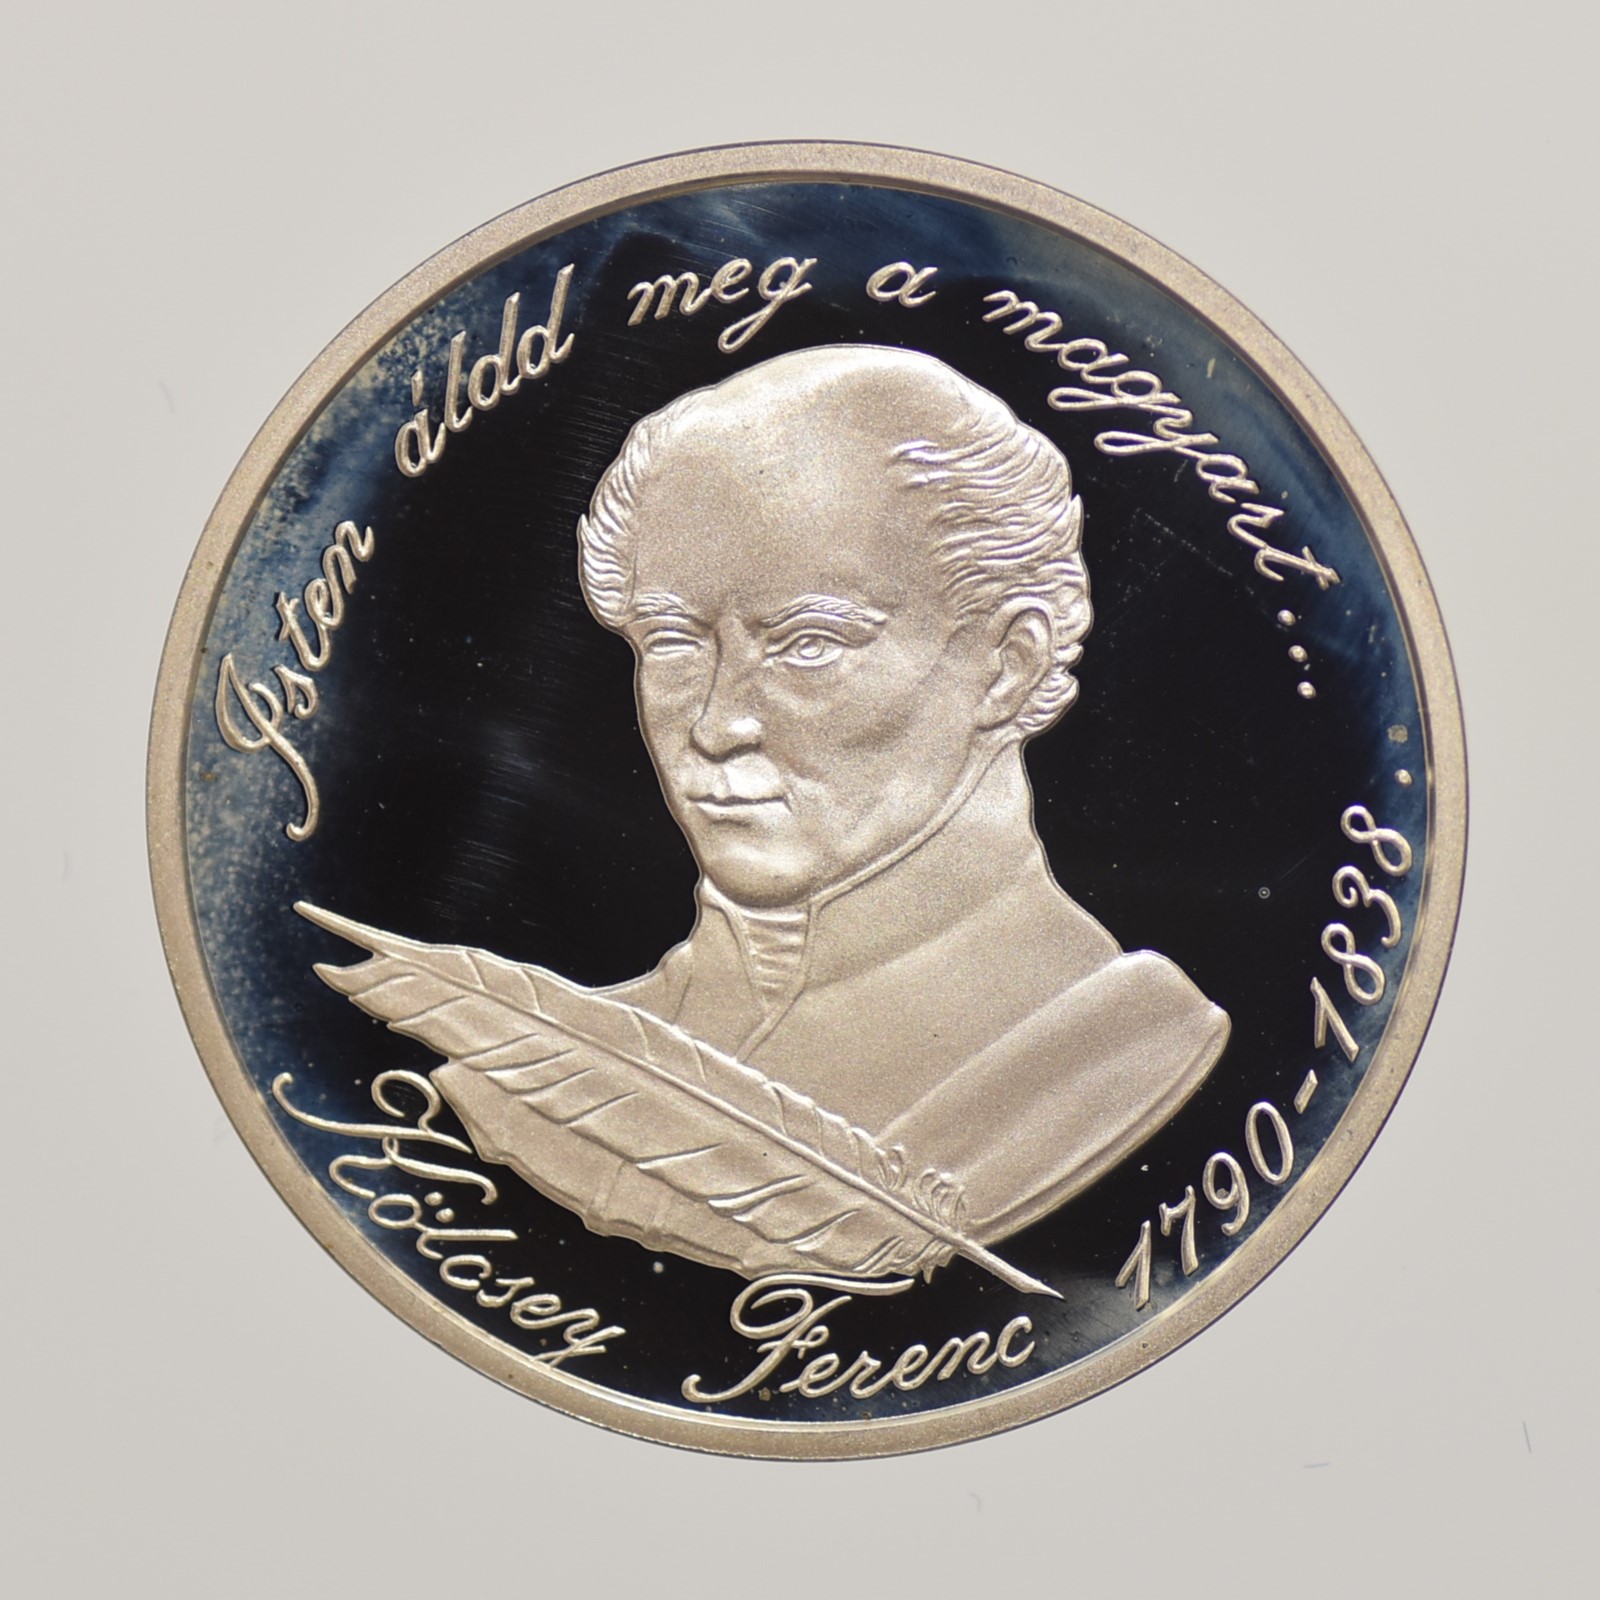 Isten áldd meg a magyart...
Kölcsey Ferenc 1790-1838.